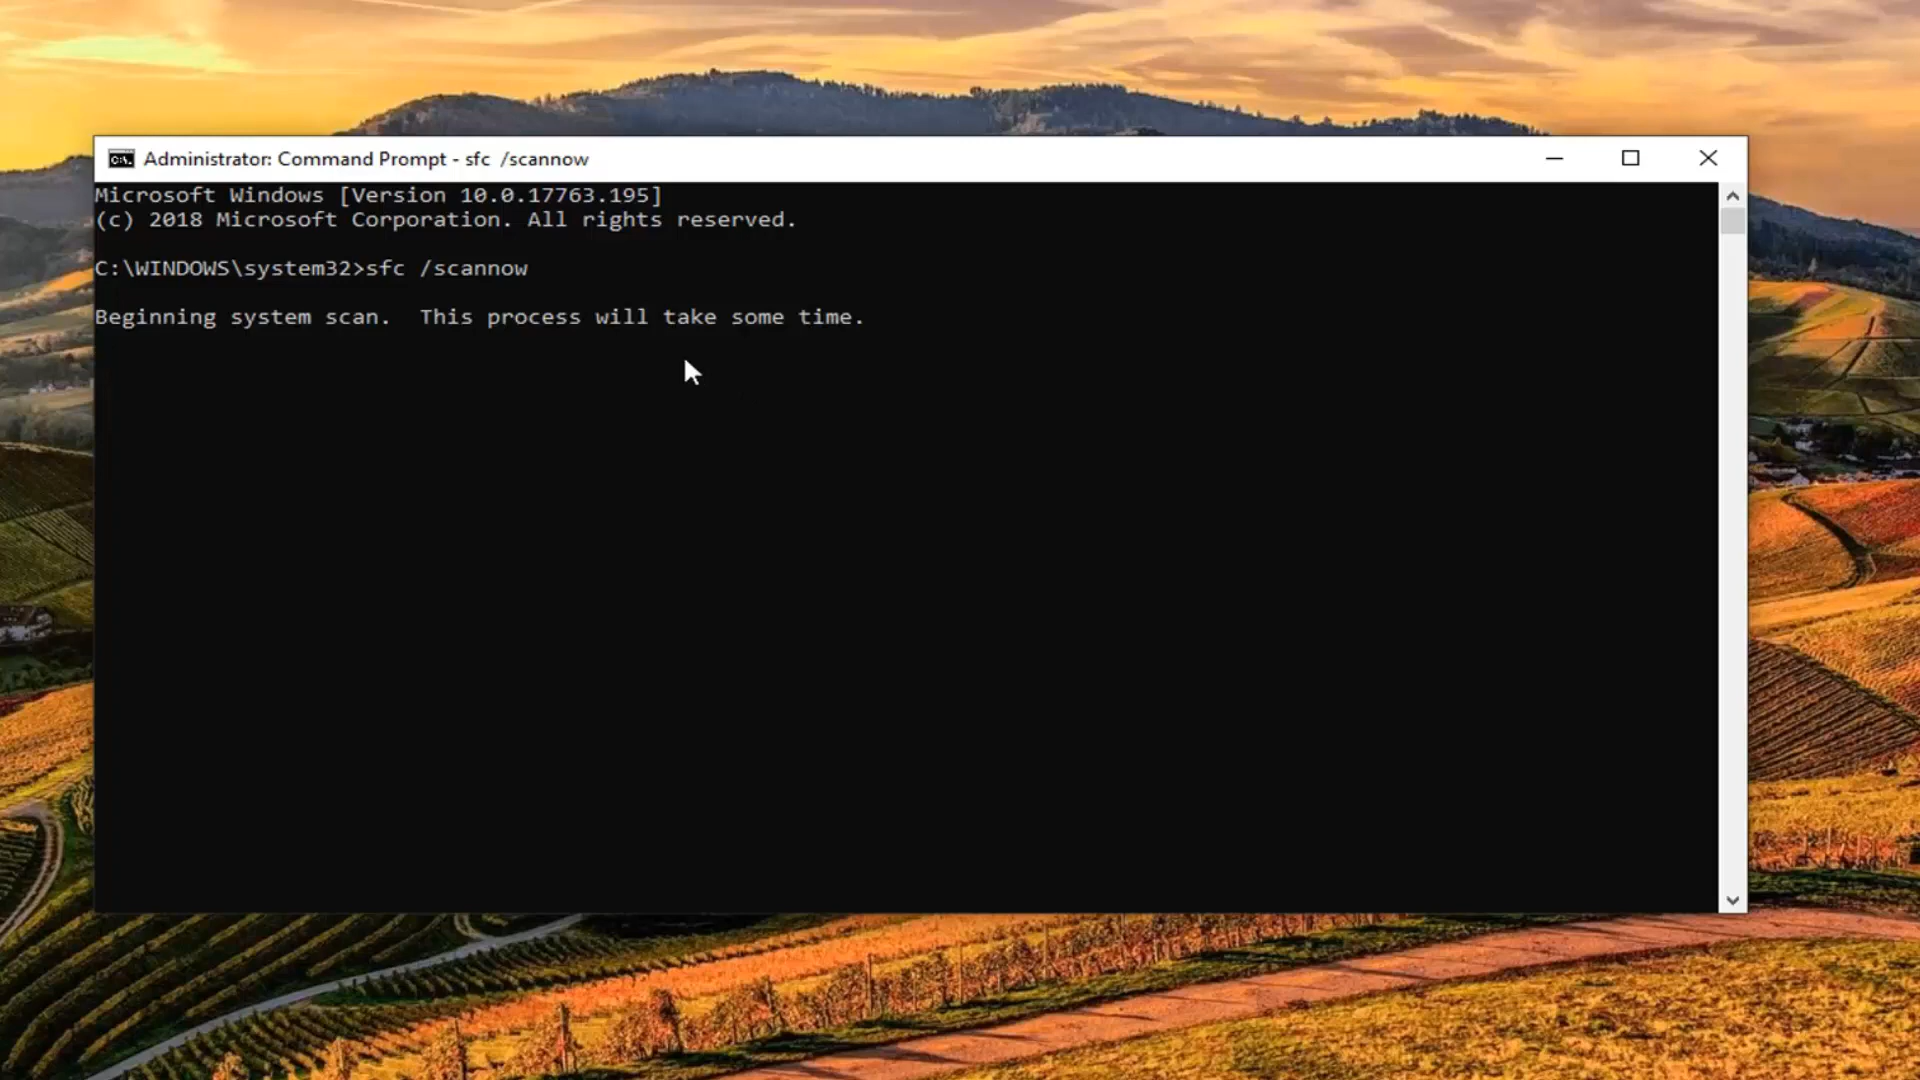 Administrator: Command Prompt - sfc  /scannow
Microsoft Windows [Version 10.0.17763.195]
(c) 2018 Microsoft Corporation. All rights reserved.
C:\WINDOWS\system32>sfc /scannow
Beginning system scan.  This process will take some time.